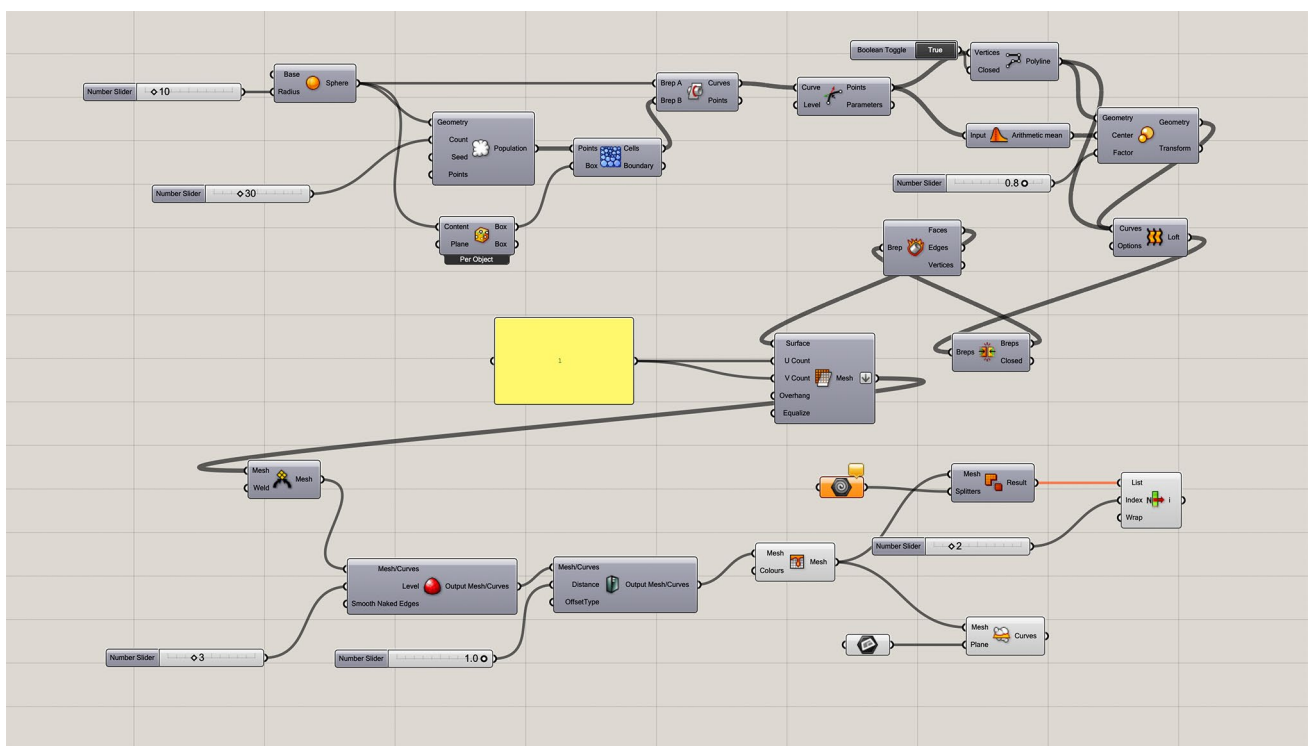 Number Slider
10
Base
Radius
Sphere
Geometry
Count
Seed
Points
Population
Number Slider
30
Content
Plane
Box
Box
Per Object
Points
Box
Cells
Boundary
Brep A
Brep B
Curves
Points
Curve
Level
Points
Parameters
Boolean Toggle
True
Vertices
Closed
Polyline
Input
Arithmetic mean
Number Slider
0.8
Geometry
Center
Factor
Geometry
Transform
Curves
Options
Loft
Brep
Faces
Edges
Vertices
Breps
Breps
Closed
1
Surface
U Count
V Count
Overhang
Equalize
Mesh
Mesh
Weld
Mesh
Mesh/Curves
Level
Smooth Naked Edges
Output Mesh/Curves
Number Slider
3
Mesh/Curves
Distance
OffsetType
Output Mesh/Curves
Number Slider
1.0
Mesh
Colours
Mesh
Mesh
Splitters
Result
Number Slider
2
List
Index
Wrap
N
i
Mesh
Plane
Curves